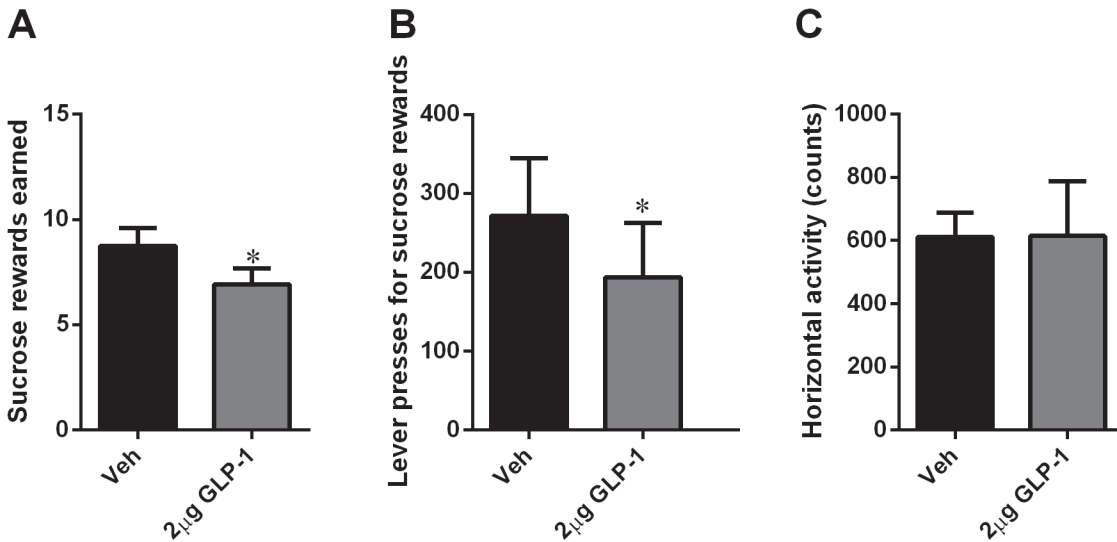 A
Sucrose rewards earned
15
10
5
0
*
Veh
2μg GLP-1
B
Lever presses for sucrose rewards
400
300
200
100
0
*
Veh
2μg GLP-1
C
Horizontal activity (counts)
1000
800
600
400
200
0
Veh
2μg GLP-1